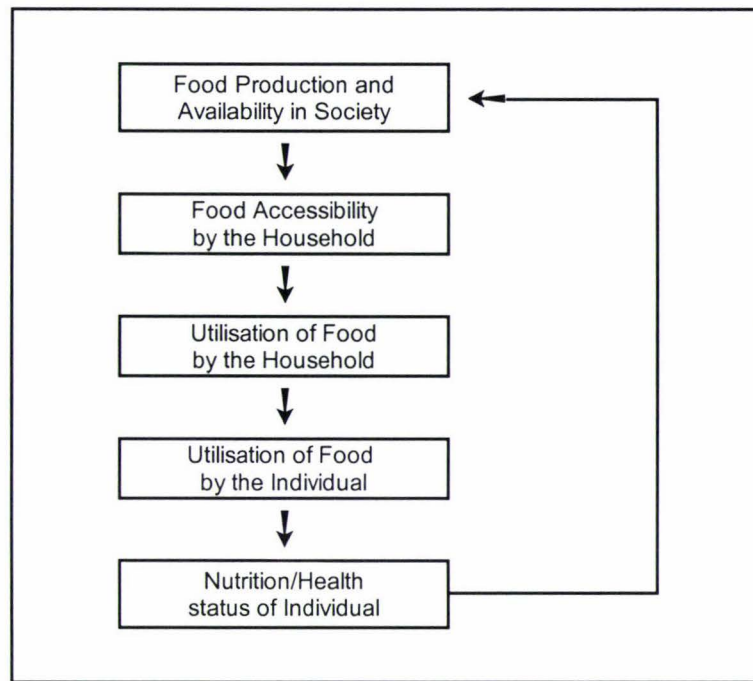 Food Production and
Availability in Society
Food Accessibility
by the Household
Utilisation of Food
by the Household
Utilisation of Food
by the Individual
Nutrition/Health
status of Individual